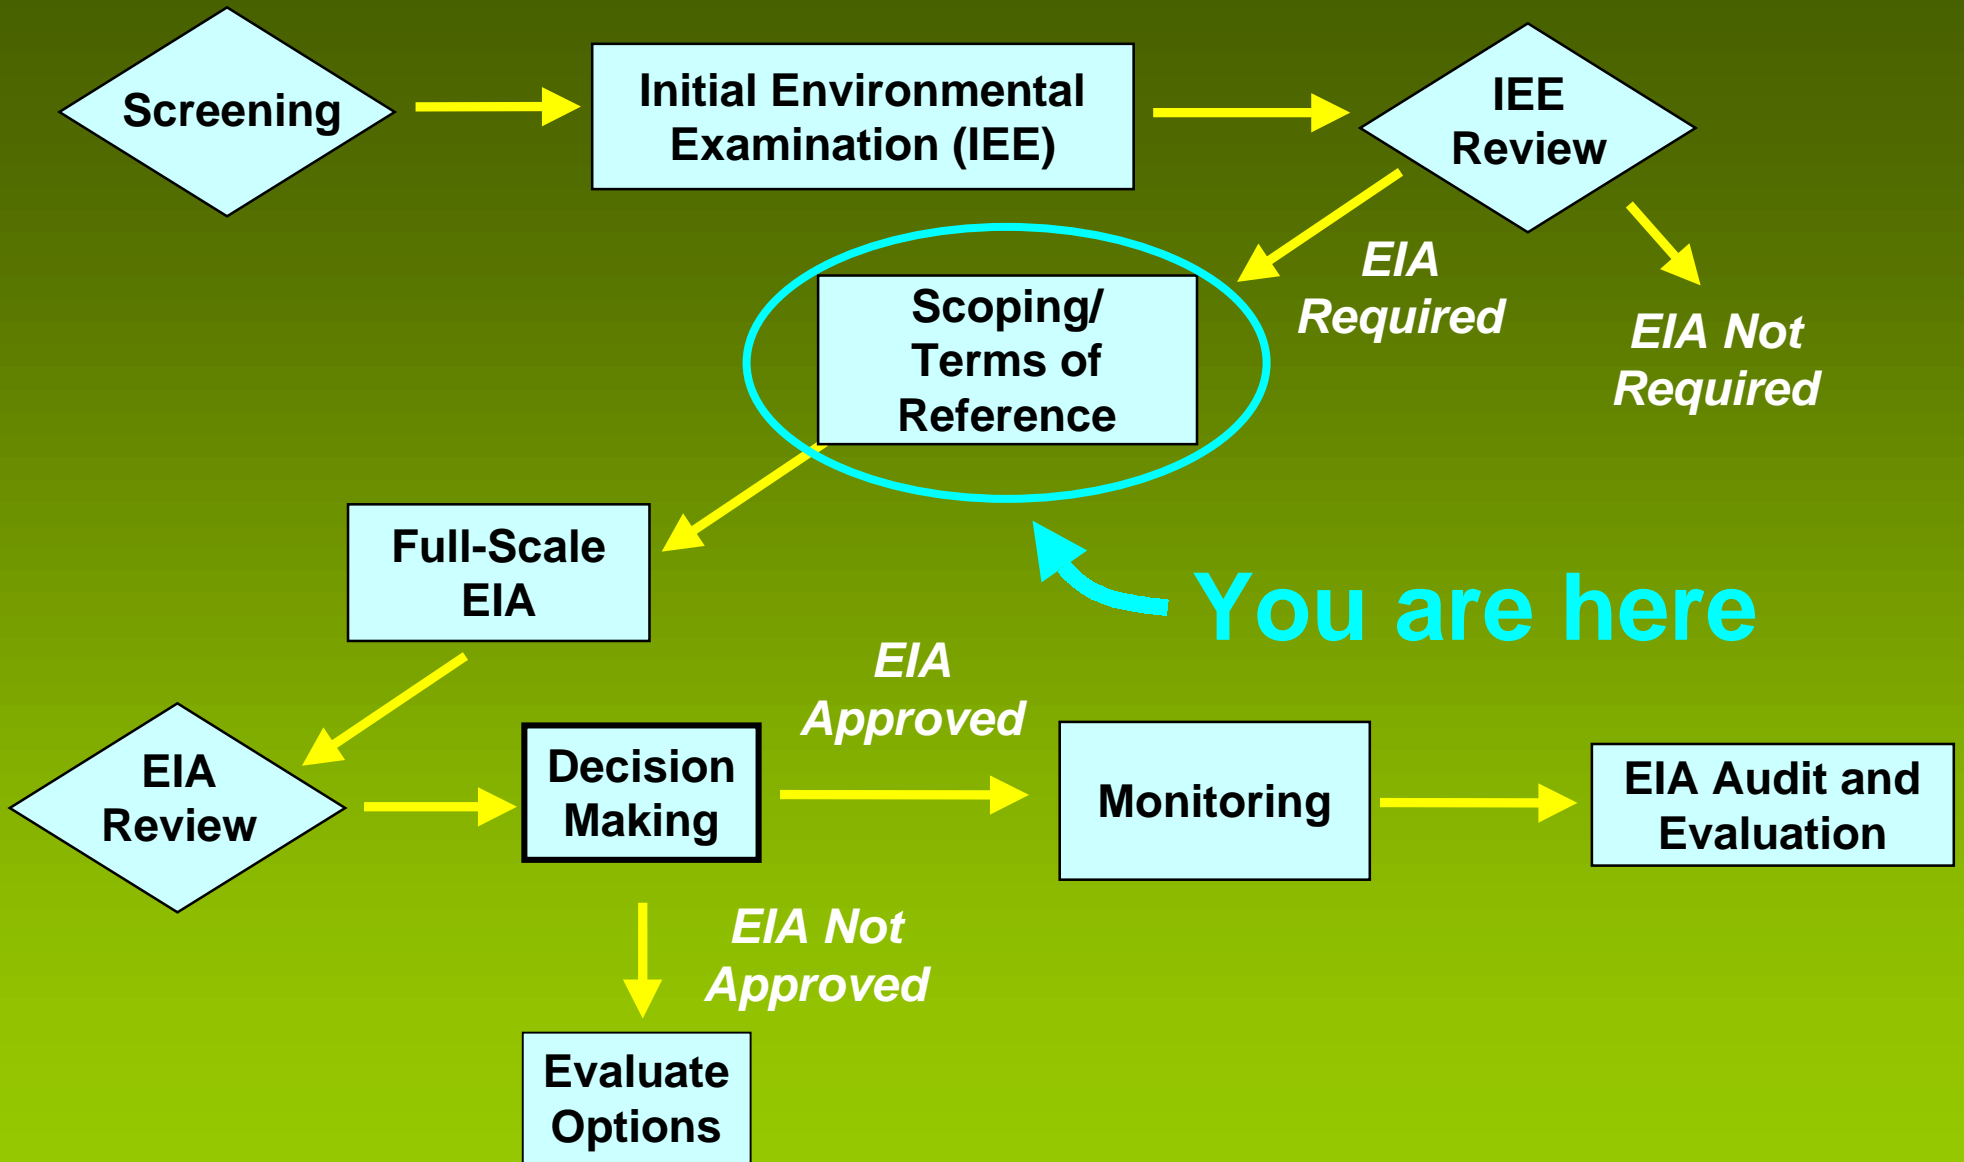 Screening
Initial Environmental
Examination (IEE)
IEE
Review
EIA
Required
EIA Not
Required
Scoping/
Terms of
Reference
You are here
Full-Scale
EIA
EIA
Review
Decision
Making
EIA
Approved
Monitoring
EIA Audit and
Evaluation
EIA Not
Approved
Evaluate
Options